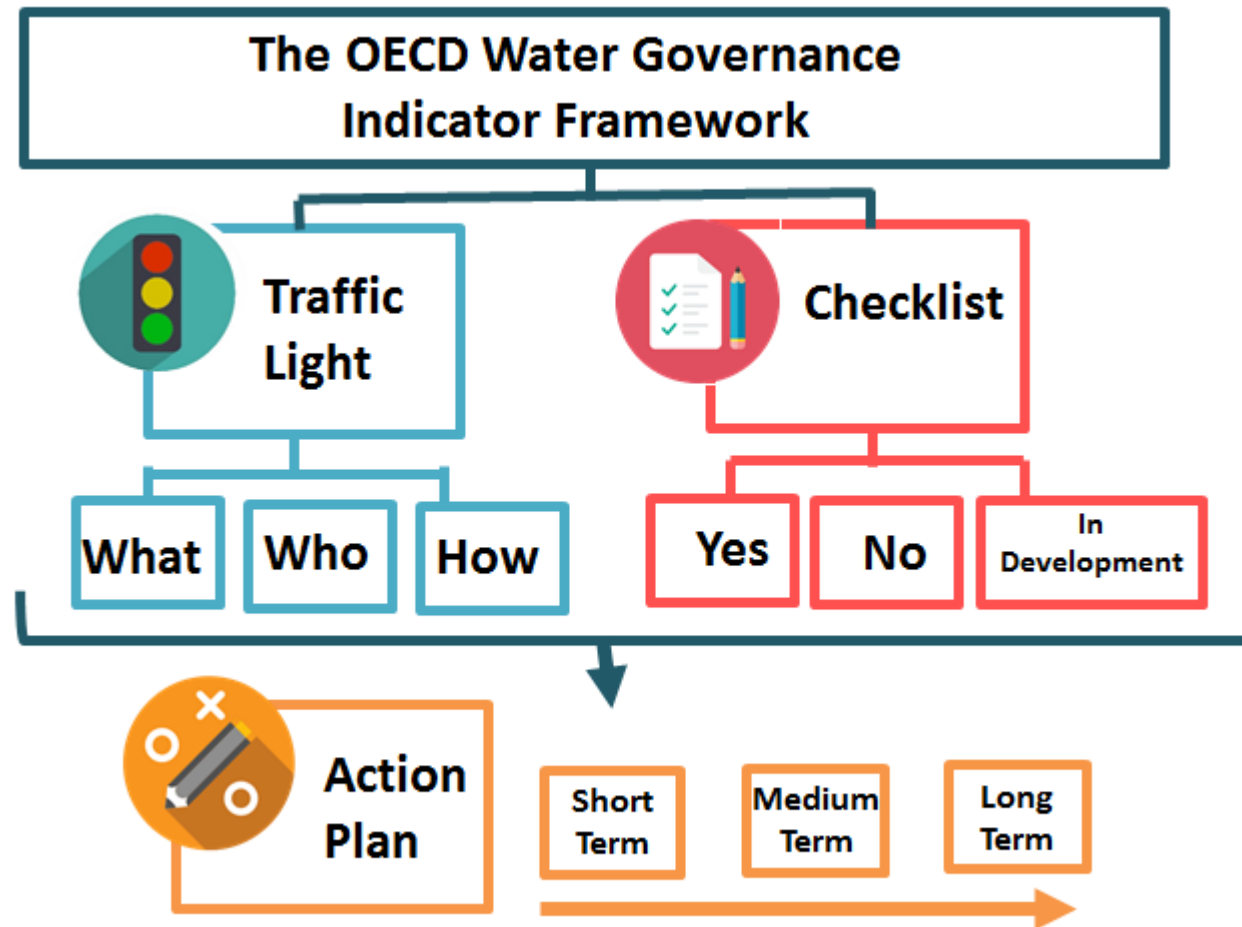 The OECD Water Governance
Indicator Framework
Traffic
Light
Checklist
What
Who
How
Yes
No
In
Development
Action
Plan
Short
Term
Medium
Term
Long
Term